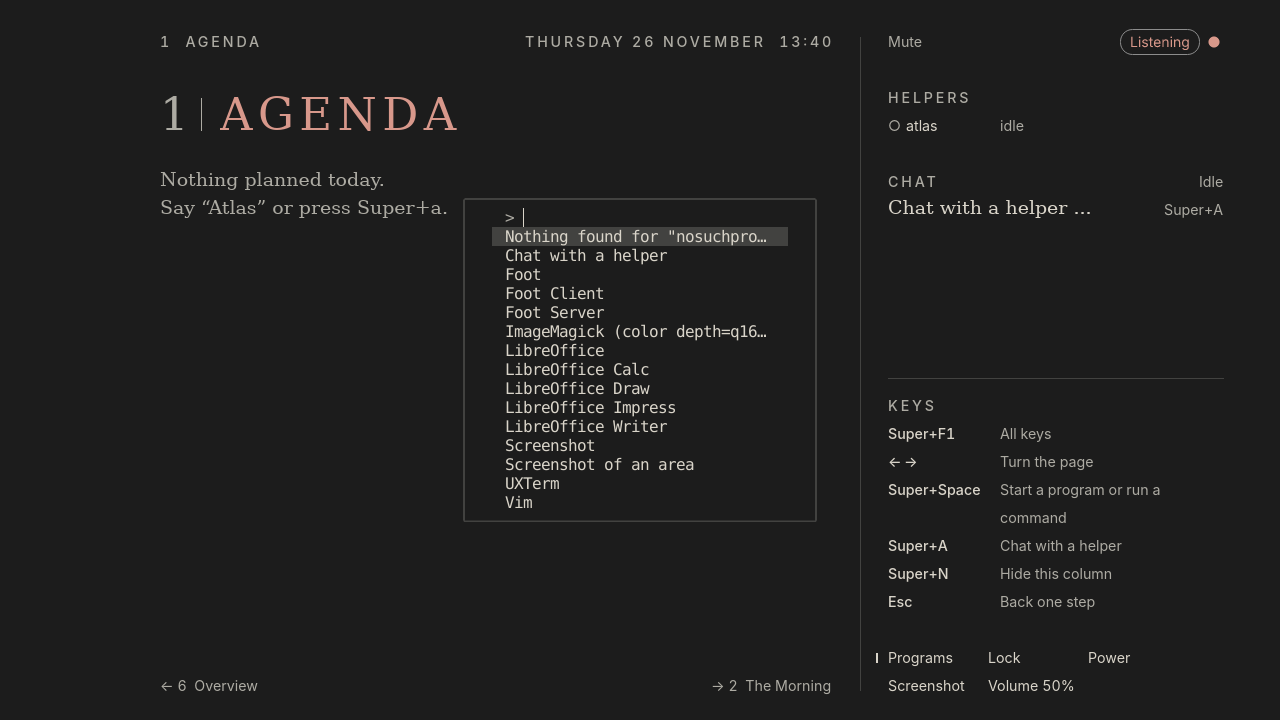 1 AGENDA
THURSDAY 26 NOVEMBER 13:40
1 AGENDA
Nothing planned today.
Say “Atlas” or press Super+a.
>
Nothing found for "nosuchpro…
Chat with a helper
Foot
Foot Client
Foot Server
ImageMagick (color depth=q16…
LibreOffice
LibreOffice Calc
LibreOffice Draw
LibreOffice Impress
LibreOffice Writer
Screenshot
Screenshot of an area
UXTerm
Vim
← 6 Overview
→ 2 The Morning
Mute
Listening
HELPERS
atlas idle
CHAT Idle
Chat with a helper … Super+A
KEYS
Super+F1 All keys
← → Turn the page
Super+Space Start a program or run a
command
Super+A Chat with a helper
Super+N Hide this column
Esc Back one step
Programs Lock Power
Screenshot Volume 50%